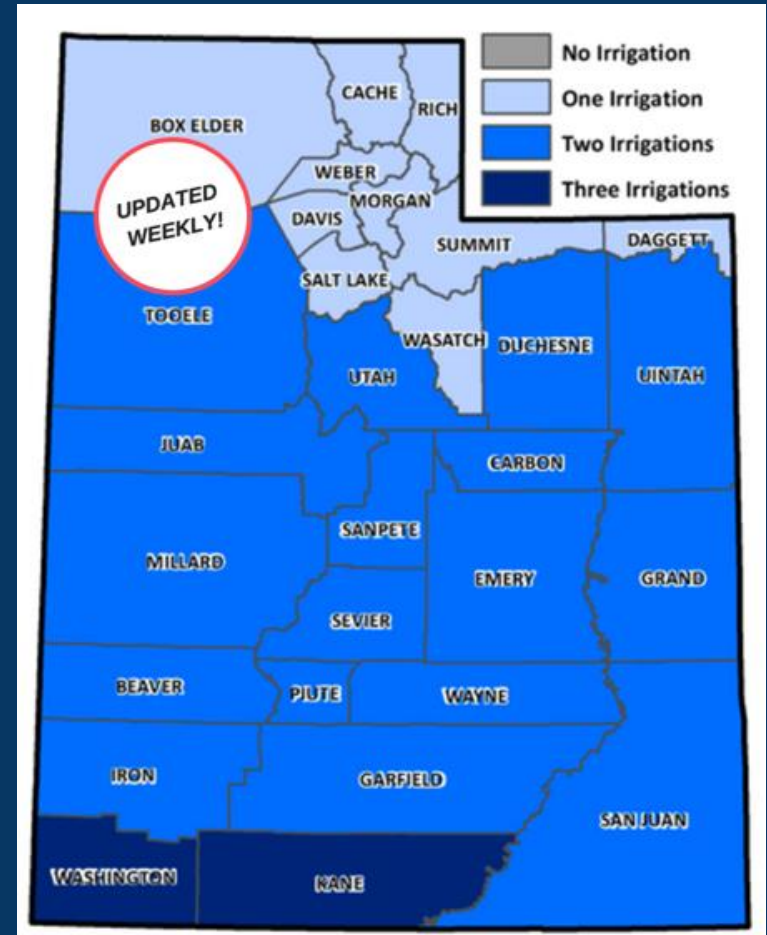 No Irrigation
One Irrigation
Two Irrigations
Three Irrigations
CACHE
RICH
BOX ELDER
WEBER
MORGAN
UPDATED
WEEKLY!
DAVIS
SUMMIT
DAGGETT
SALT LAKE
TOOELE
WASATCH
DUCHESNE
UTAH
UINTAH
JUAB
CARBON
SANPETE
MILLARD
EMERY
GRAND
SEVIER
BEAVER
PIUTE
WAYNE
IRON
GARFIELD
SAN JUAN
WASHINGTON
KANE